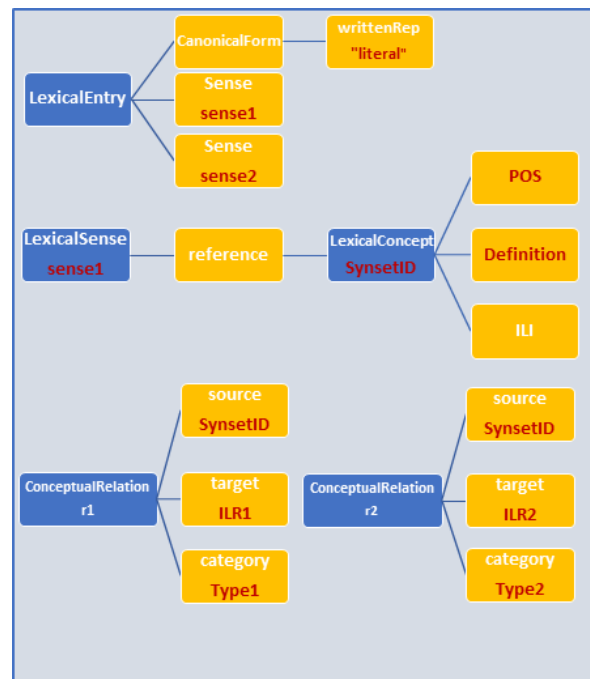 CanonicalForm
writtenRep
"literal"
LexicalEntry
Sense
sense1
Sense
sense2
POS
LexicalSense
sense1
reference
LexicalConcept
SynsetID
Definition
ILI
source
SynsetID
ConceptualRelation
r1
target
ILR1
category
Type1
source
SynsetID
ConceptualRelation
r2
target
ILR2
category
Type2